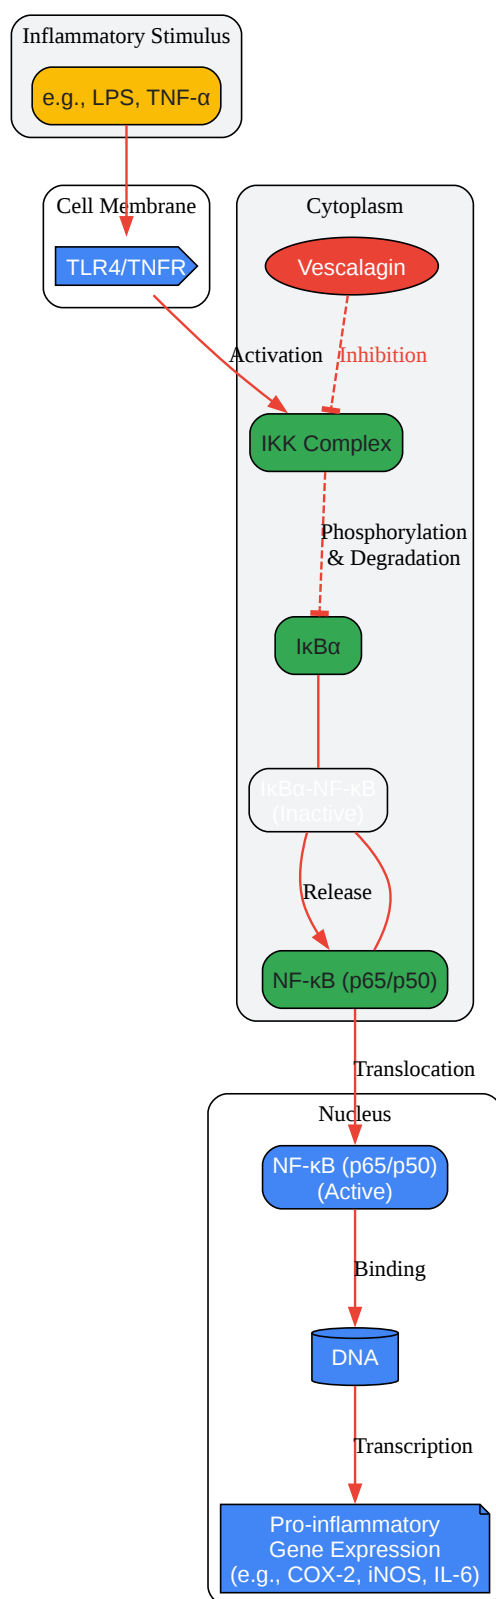 Inflammatory Stimulus
e.g., LPS, TNF-α
Cell Membrane
TLR4/TNFR
Cytoplasm
Vescalagin
Activation
Inhibition
IKK Complex
Phosphorylation
& Degradation
IκBα
IκBα-NF-κB
(Inactive)
Release
NF-κB (p65/p50)
Translocation
Nucleus
NF-κB (p65/p50)
(Active)
Binding
DNA
Transcription
Pro-inflammatory
Gene Expression
(e.g., COX-2, iNOS, IL-6)